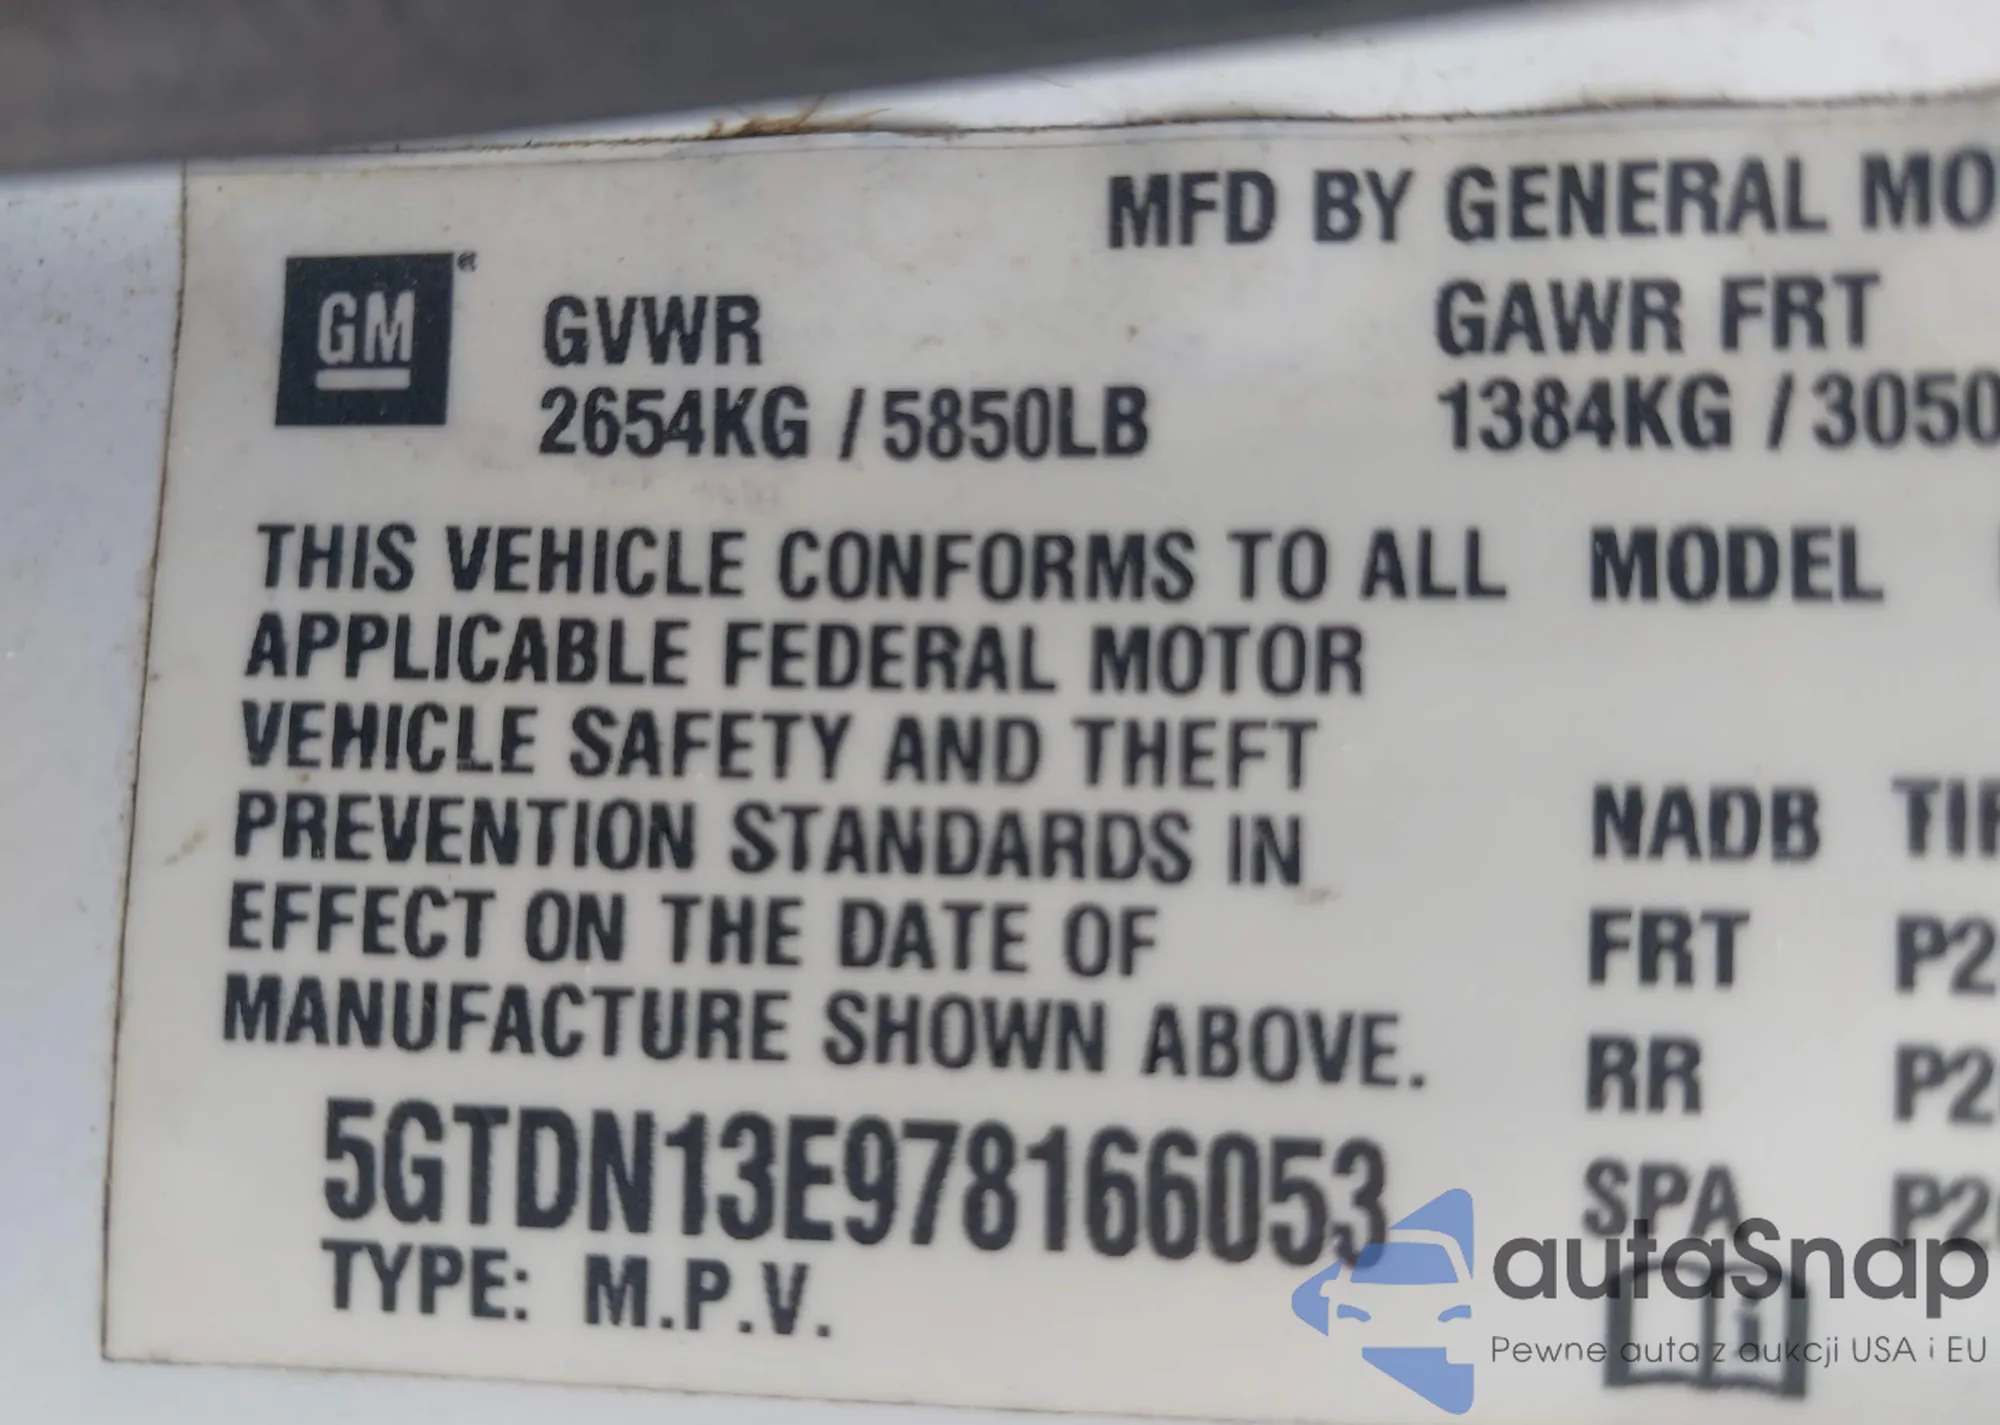 MFD BY GENERAL MO
GM
GVWR
GAWR FRT
2654KG / 5850LB
1384KG / 3050
THIS VEHICLE CONFORMS TO ALL
APPLICABLE FEDERAL MOTOR
VEHICLE SAFETY AND THEFT
PREVENTION STANDARDS IN
EFFECT ON THE DATE OF
MANUFACTURE SHOWN ABOVE.
MODEL
NADB
FRT P2
RR P2
SPA
5GTDN13E978166053
TYPE: M.P.V.
autaSnap
Pewne auta z aukcji USA i EU